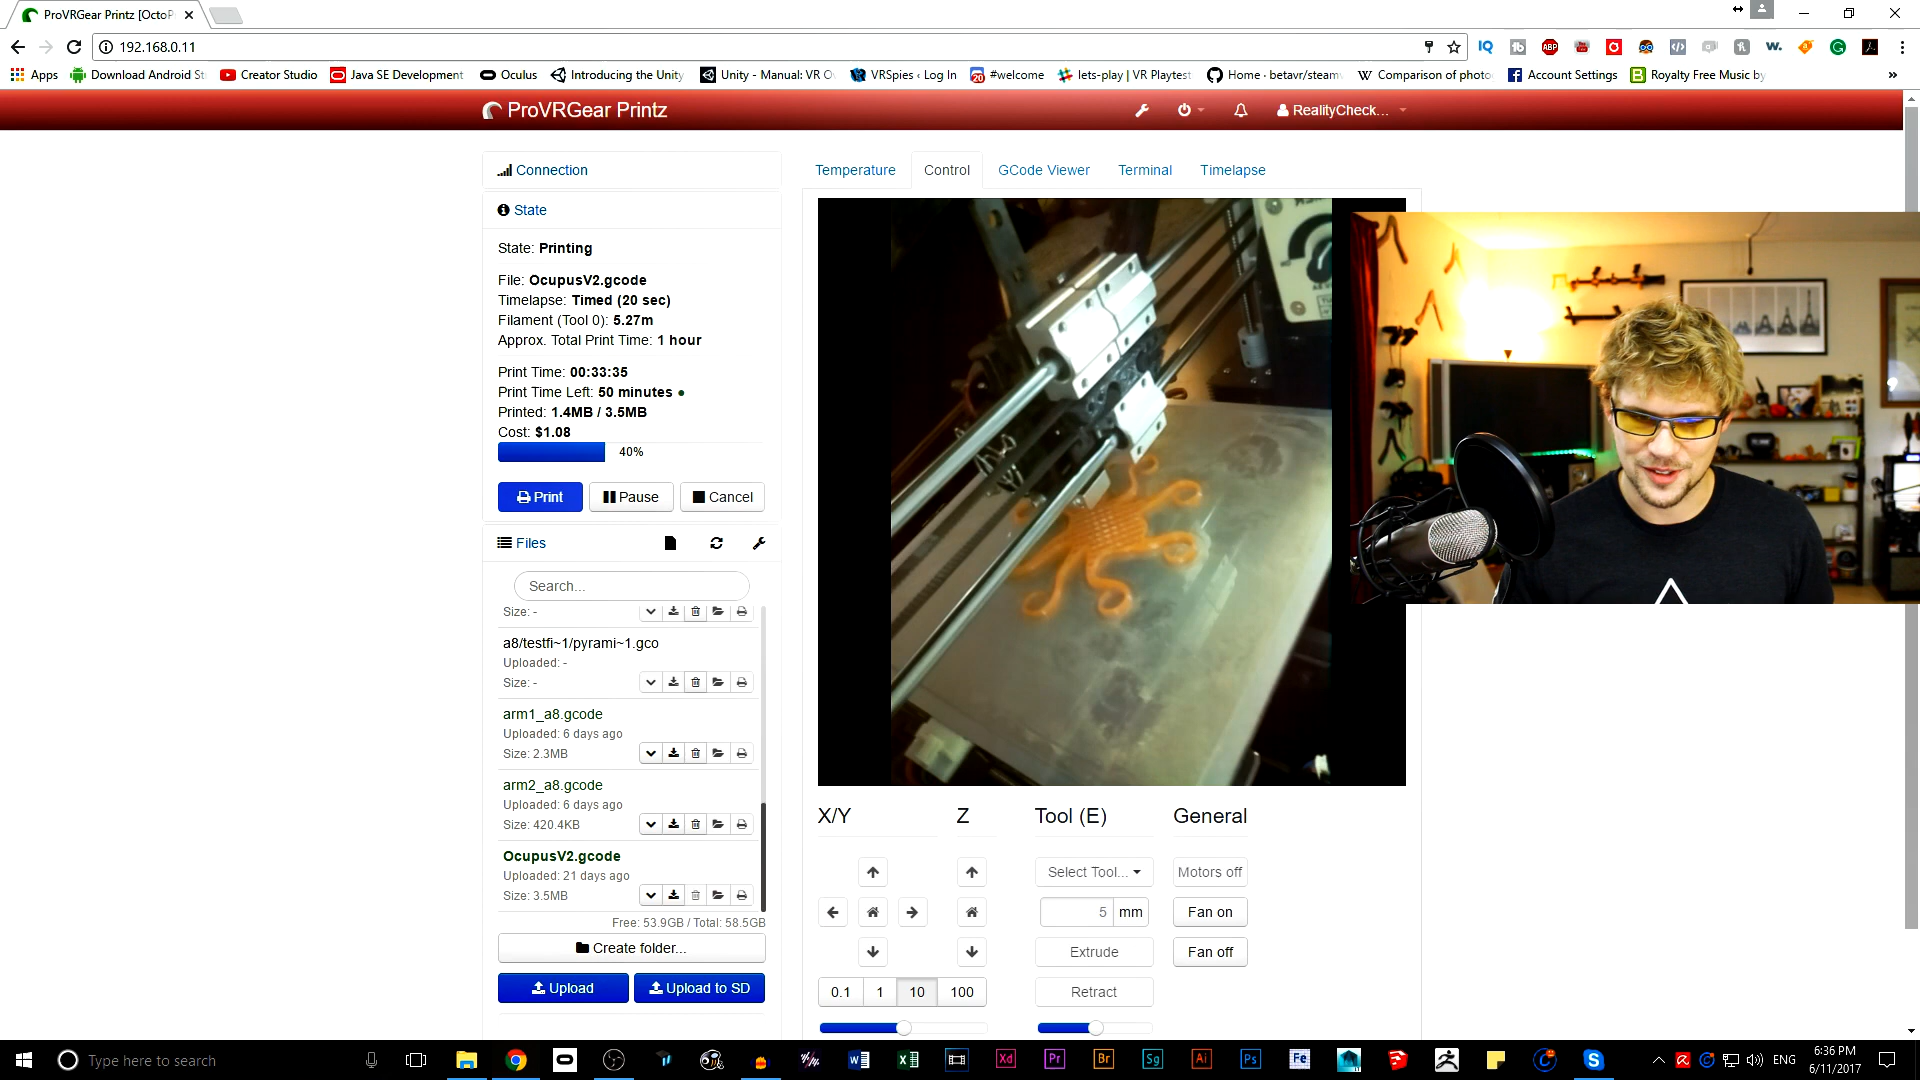 ProVRGear Printz [OctoP
192.168.0.11
Apps
Download Android St
Creator Studio
Java SE Development
Oculus
Introducing the Unity
Unity - Manual: VR Ov
VRSpies ‹ Log In
#welcome
lets-play | VR Playtest
Home · betavr/steam
Comparison of photo
Account Settings
Royalty Free Music by
»
ProVRGear Printz
RealityCheck...
Connection
Temperature
Control
GCode Viewer
Terminal
Timelapse
State
State: Printing
File: OcupusV2.gcode
Timelapse: Timed (20 sec)
Filament (Tool 0): 5.27m
Approx. Total Print Time: 1 hour
Print Time: 00:33:35
Print Time Left: 50 minutes
Printed: 1.4MB / 3.5MB
Cost: $1.08
40%
Print
Pause
Cancel
Files
Search...
Size: -
a8/testfi~1/pyrami~1.gco
Uploaded: -
Size: -
arm1_a8.gcode
Uploaded: 6 days ago
Size: 2.3MB
arm2_a8.gcode
Uploaded: 6 days ago
Size: 420.4KB
OcupusV2.gcode
Uploaded: 21 days ago
Size: 3.5MB
Free: 53.9GB / Total: 58.5GB
Create folder...
Upload
Upload to SD
X/Y
Z
Tool (E)
General
Select Tool...
Motors off
5 mm
Fan on
Extrude
Fan off
0.1 1 10 100
Retract
Type here to search
Xd
Pr
Br
Sg
Ai
Ps
Fe
ENG
6:36 PM
6/11/2017